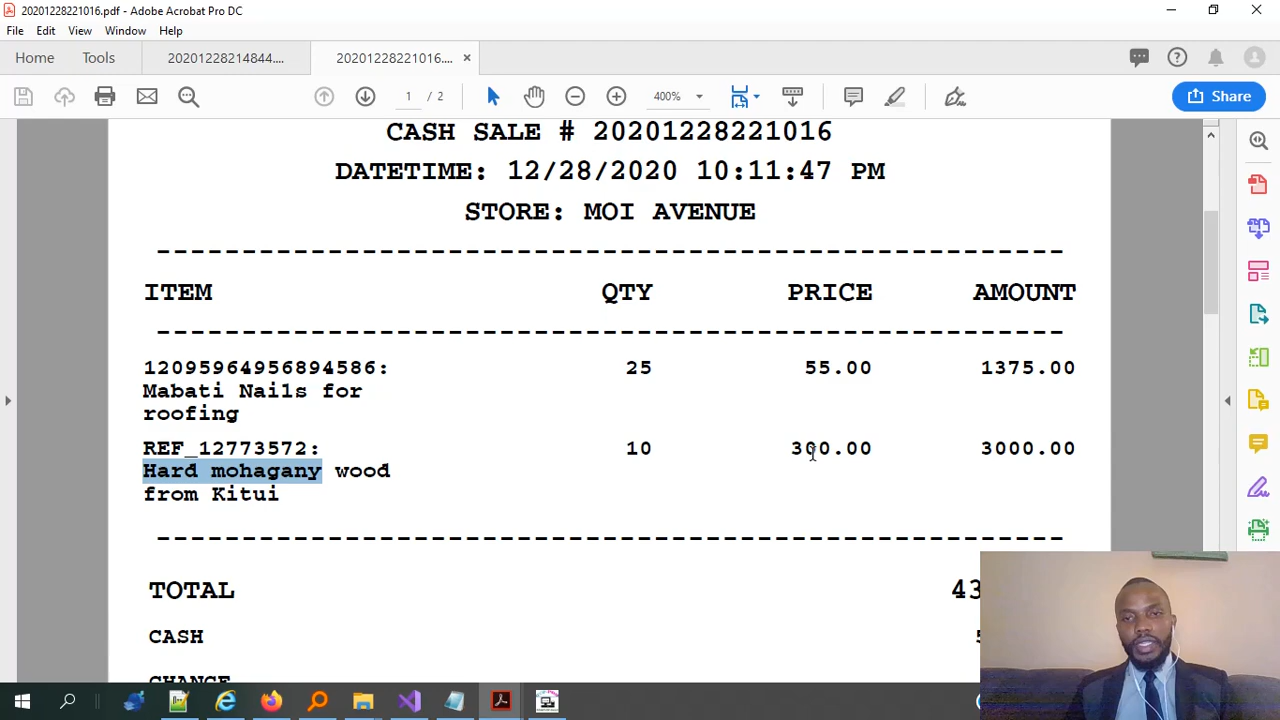 20201228221016.pdf - Adobe Acrobat Pro DC
File Edit View Window Help
Home Tools 20201228214844.... 20201228221016.... ×
1 / 2 400% Share
CASH SALE # 20201228221016
DATETIME: 12/28/2020 10:11:47 PM
STORE: MOI AVENUE
ITEM QTY PRICE AMOUNT
12095964956894586: 25 55.00 1375.00
Mabati Nails for
roofing
REF_12773572: 10 300.00 3000.00
Hard mohagany wood
from Kitui
TOTAL 43
CASH
CHANGE